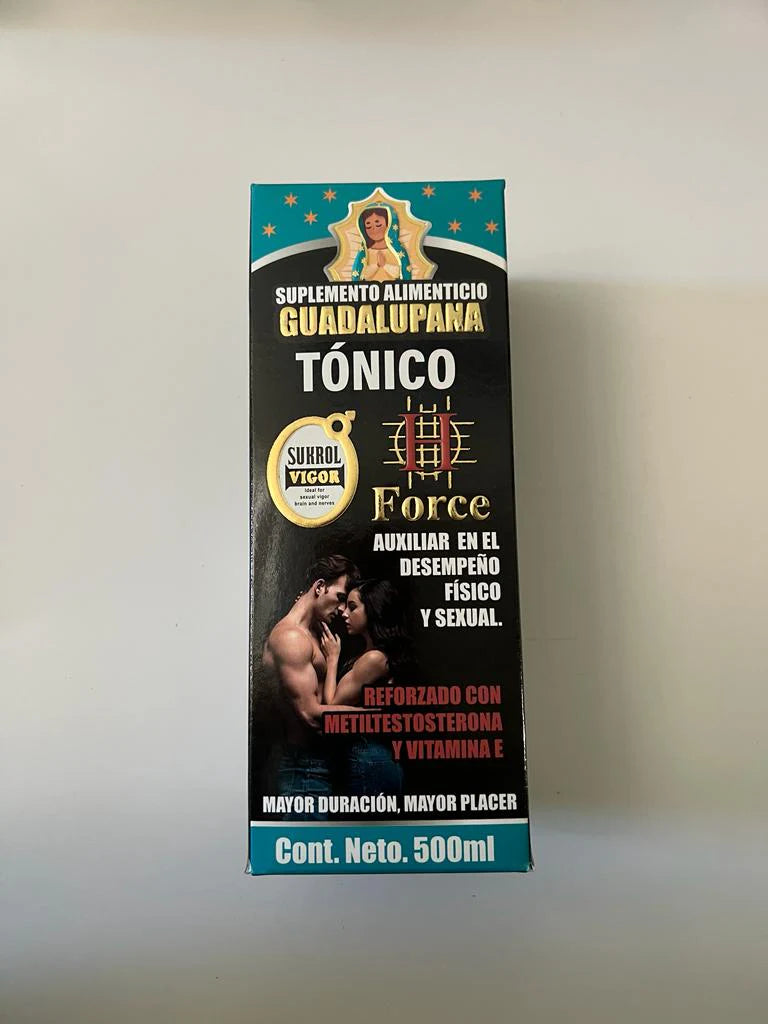 SUPLEMENTO ALIMENTICIO
GUADALUPANA
TÓNICO
SUKROL
VIGOR
Ideal for
sexual vigor
brain and nerves
H
Force
AUXILIAR EN EL
DESEMPEÑO
FÍSICO
Y SEXUAL.
REFORZADO CON
METILTESTOSTERONA
Y VITAMINA E
MAYOR DURACIÓN, MAYOR PLACER
Cont. Neto. 500ml